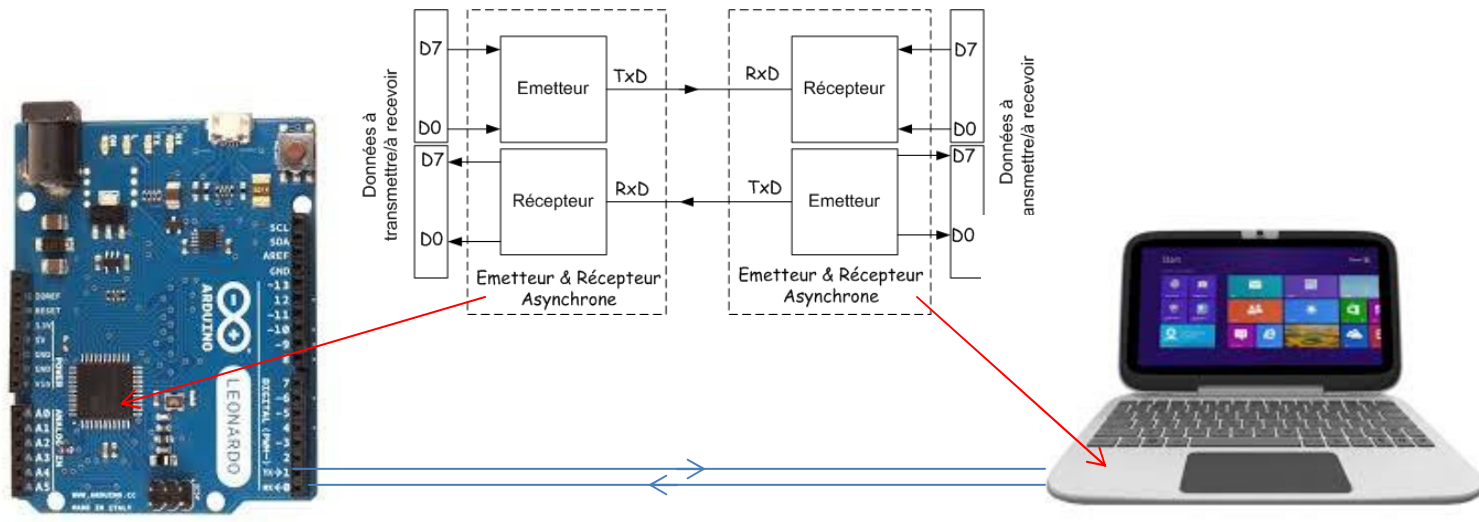 Données à
transmettre/à recevoir
D7
D0
D7
D0
Emetteur
TxD
Récepteur
RxD
Emetteur & Récepteur
Asynchrone
RxD
Récepteur
TxD
Emetteur
Emetteur & Récepteur
Asynchrone
D7
D0
D7
D0
Données à
ansmettre/à recevoir
SCL
SDA
AREF
GND
~13
12
~11
~10
~9
8
7
~6
~5
4
~3
2
TX→1
RX←0
DIGITAL (PWM~)
ARDUINO
LEONARDO
IOREF
RESET
3.3V
5V
GND
GND
Vin
POWER
A0
A1
A2
A3
A4
A5
ANALOG IN
WWW.ARDUINO.CC
MADE IN ITALY
Start